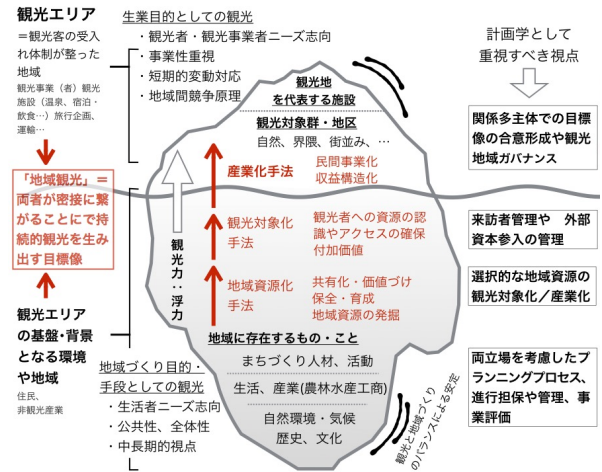 観光エリア
＝観光客の受入
れ体制が整った
地域
観光事業（者）観光
施設（温泉、宿泊・
飲食…）旅行企画、
運輸…
「地域観光」＝
両者が密接に繋
がることにで持
続的観光を生み
出す目標像
観光エリア
の基盤・背景
となる環境
や地域
住民、
非観光産業
生業目的としての観光
・観光者・観光事業者ニーズ志向
・事業性重視
・短期的変動対応
・地域間競争原理
地域づくり目的・
手段としての観光
・生活者ニーズ志向
・公共性、全体性
・中長期的視点
観光力：浮力
観光地
を代表する施設
観光対象群・地区
自然、界隈、街並み、…
産業化手法
民間事業化
収益構造化
観光対象化
手法
観光者への資源の認
識やアクセスの確保
付加価値
地域資源化
手法
共有化・価値づけ
保全・育成
地域資源の発掘
地域に存在するもの・こと
まちづくり人材、活動
生活、産業(農林水産工商)
自然環境・気候
歴史、文化
観光と地域づくり
のバランスによる安定
計画学として
重視すべき視点
関係多主体での目標
像の合意形成や観光
地域ガバナンス
来訪者管理や　外部
資本参入の管理
選択的な地域資源の
観光対象化／産業化
両立場を考慮したプ
ランニングプロセス、
進行担保や管理、事
業評価